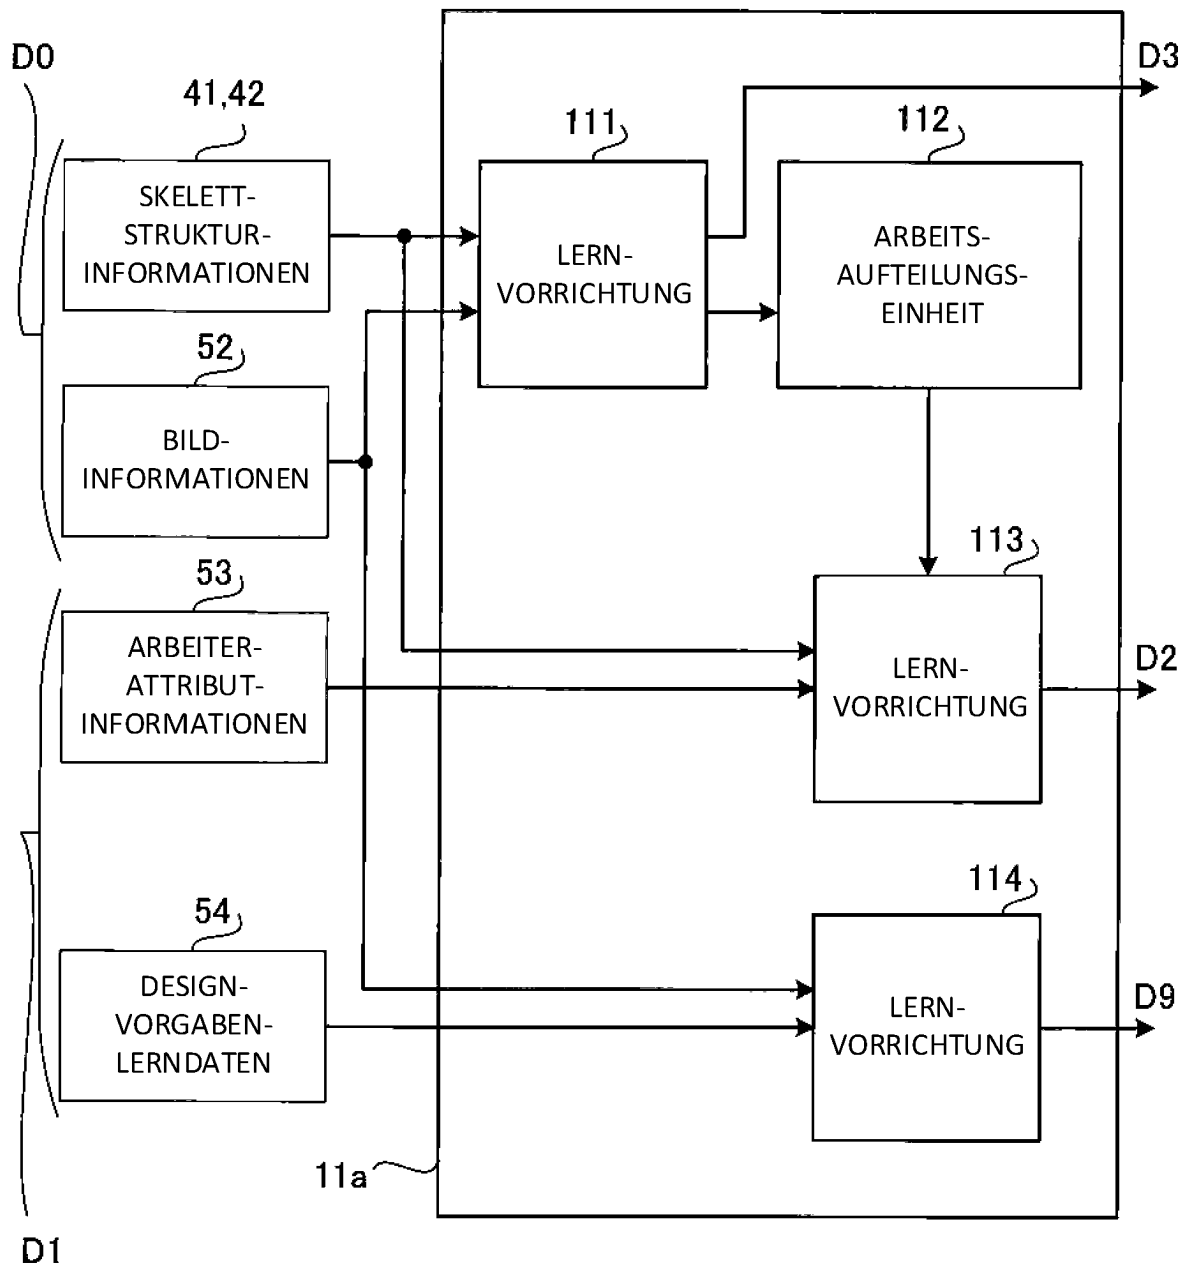 D0
41,42
SKELETT-
STRUKTUR-
INFORMATIONEN
111
LERN-
VORRICHTUNG
112
ARBEITS-
AUFTEILUNGS-
EINHEIT
D3
52
BILD-
INFORMATIONEN
53
ARBEITER-
ATTRIBUT-
INFORMATIONEN
113
LERN-
VORRICHTUNG
D2
54
DESIGN-
VORGABEN-
LERNDATEN
114
LERN-
VORRICHTUNG
D9
11a
D1